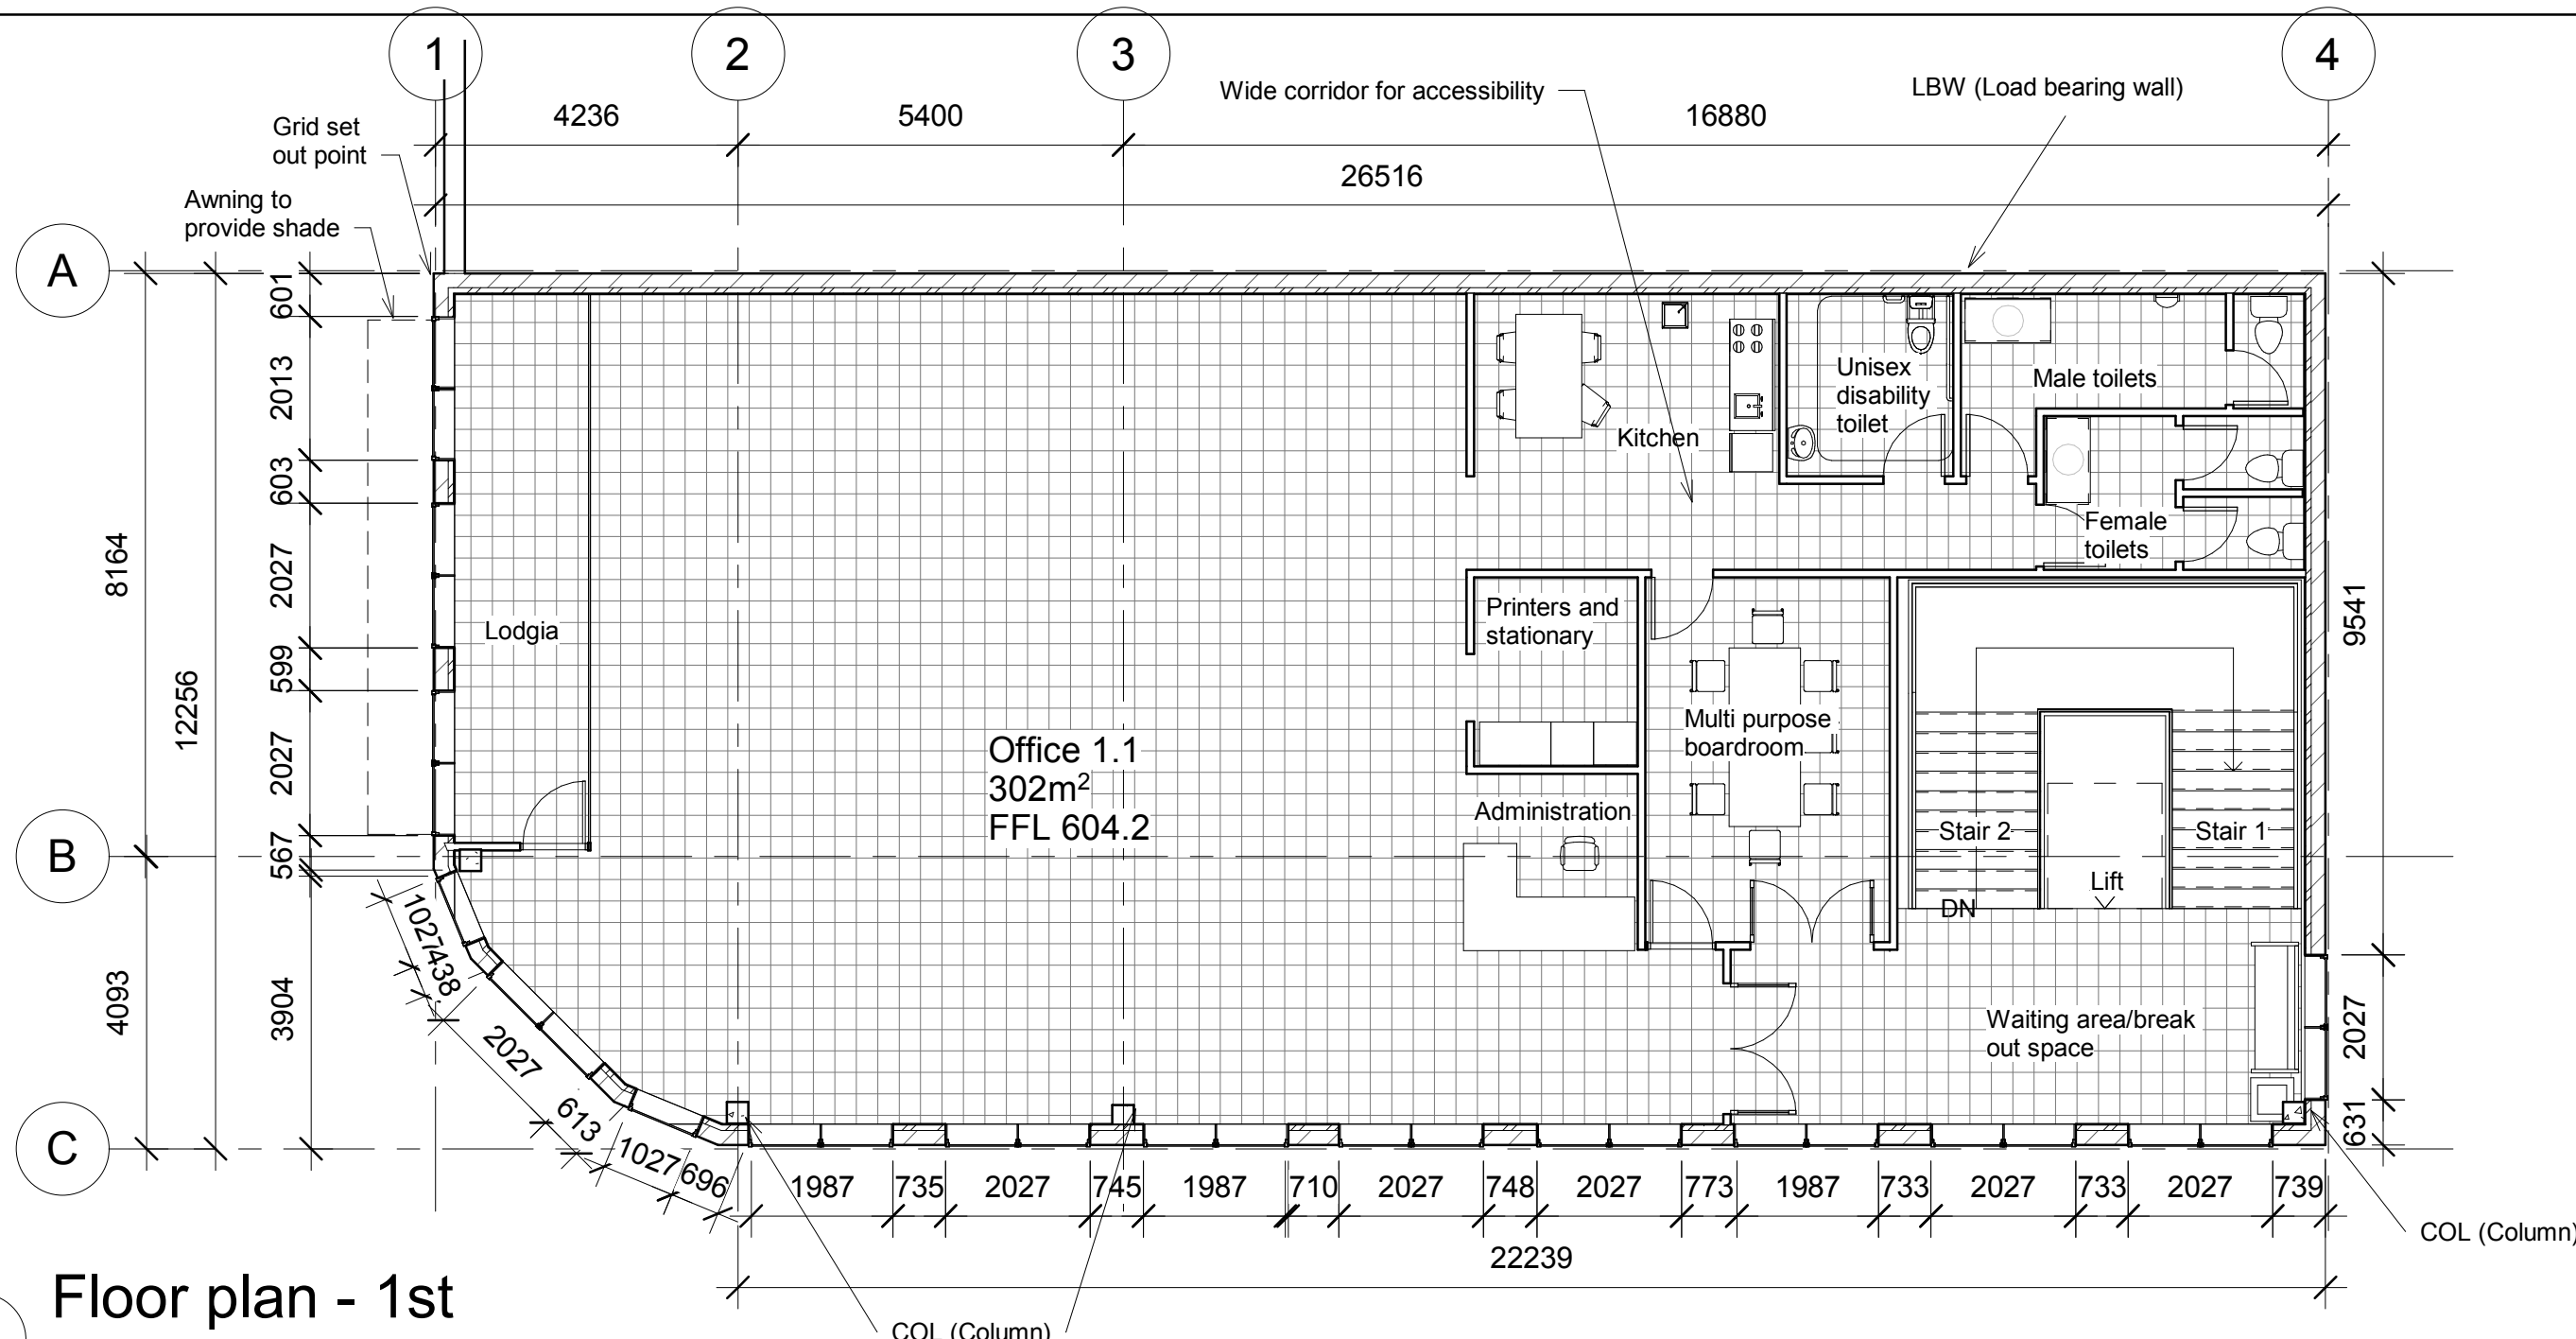 1
2
3
4
Wide corridor for accessibility
LBW (Load bearing wall)
4236
5400
16880
Grid set
out point
26516
Awning to
provide shade
A
601
2013
603
2027
599
2027
567
8164
12256
4093
3904
B
C
Unisex
disability
toilet
Male toilets
Kitchen
Female
toilets
Lodgia
Printers and
stationary
9541
Office 1.1
302m²
FFL 604.2
Multi purpose
boardroom
Administration
Stair 2
Stair 1
Lift
DN
Waiting area/break
out space
2027
631
1027
438
2027
613
1027
696
1987
735
2027
745
1987
710
2027
748
2027
773
1987
733
2027
733
2027
739
22239
COL (Column)
COL (Column)
Floor plan - 1st